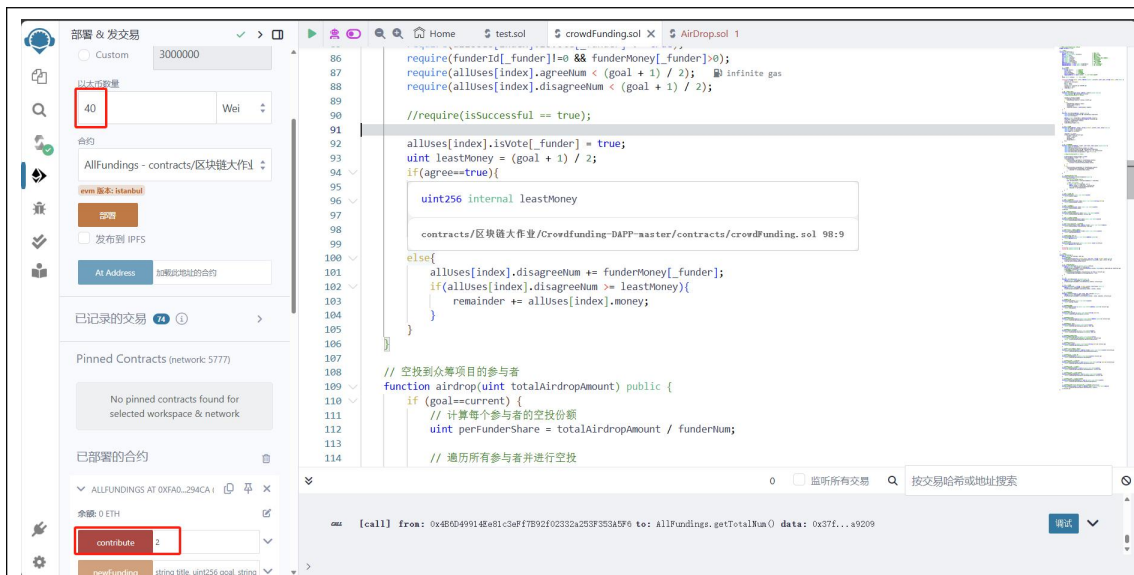 部署 & 发交易
Custom
3000000
以太币数量
40
Wei
合约
AllFundings - contracts/区块链大作业
evm 版本: istanbul
部署
发布到 IPFS
At Address
加载此地址的合约
已记录的交易 74
Pinned Contracts (network: 5777)
No pinned contracts found for
selected workspace & network
已部署的合约
ALLFUNDINGS AT 0XFA0...294CA (
余额: 0 ETH
contribute
2
newFunding
string title, uint256 goal, string
Home
test.sol
crowdFunding.sol
AirDrop.sol 1
86 require(funderId[_funder]!=0 && funderMoney[_funder]>0);
87 require(allUses[index].agreeNum < (goal + 1) / 2); infinite gas
88 require(allUses[index].disagreeNum < (goal + 1) / 2);
89
90 //require(isSuccessful == true);
91
92 allUses[index].isVote[_funder] = true;
93 uint leastMoney = (goal + 1) / 2;
94 if(agree==true){
95
96 uint256 internal leastMoney
97
98 contracts/区块链大作业/Crowdfunding-DAPP-master/contracts/crowdFunding.sol 98:9
99
100 else{
101 allUses[index].disagreeNum += funderMoney[_funder];
102 if(allUses[index].disagreeNum >= leastMoney){
103 remainder += allUses[index].money;
104 }
105 }
106 }
107
108 // 空投到众筹项目的参与者
109 function airdrop(uint totalAirdropAmount) public {
110 if (goal==current) {
111 // 计算每个参与者的空投份额
112 uint perFunderShare = totalAirdropAmount / funderNum;
113
114 // 遍历所有参与者并进行空投
0
监听所有交易
按交易哈希或地址搜索
[call] from: 0x4B6D49914Ee81c3eFf7B92f02332a253F353A5F6 to: AllFundings.getTotalNum() data: 0x37f...a9209
调试
>